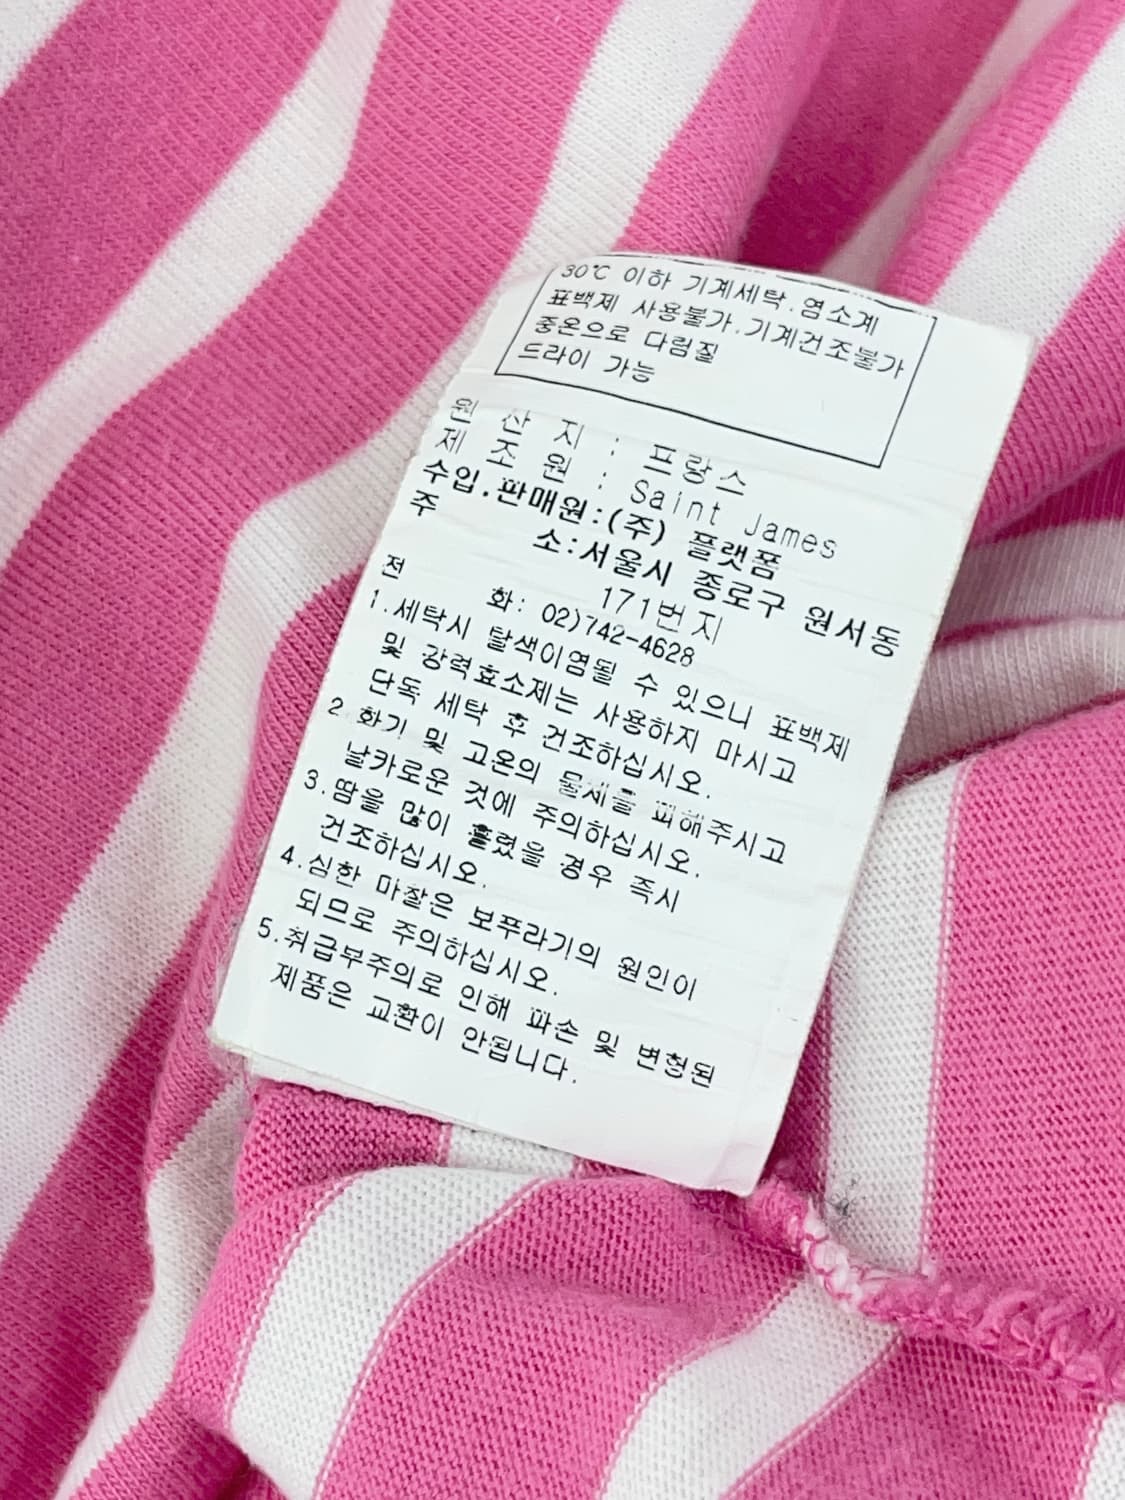 30℃ 이하 기계세탁.염소계
표백제 사용불가.기계건조불가
중온으로 다림질
드라이 가능
원 산 지 : 프랑스
제 조 원 : Saint James
수입.판매원:(주) 플랫폼
주 소:서울시 종로구 원서동
171번지
전 화: 02)742-4628
1.세탁시 탈색이염될 수 있으니 표백제
및 강력효소제는 사용하지 마시고
단독 세탁 후 건조하십시오.
2.화기 및 고온의 물체를 피해주시고
날카로운 것에 주의하십시오.
3.땀을 많이 흘렸을 경우 즉시
건조하십시오.
4.심한 마찰은 보푸라기의 원인이
되므로 주의하십시오.
5.취급부주의로 인해 파손 및 변형된
제품은 교환이 안됩니다.